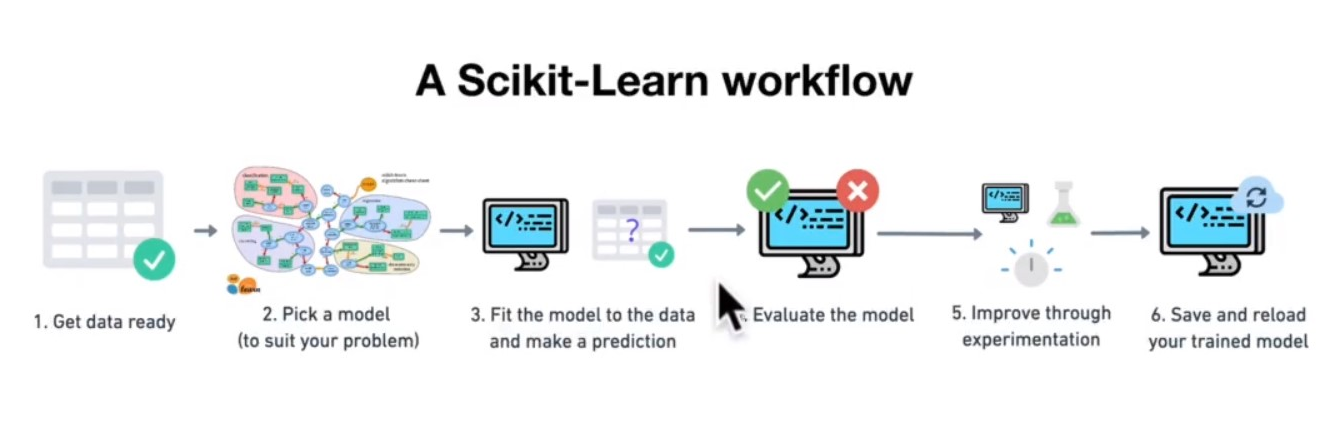 A Scikit-Learn workflow
1. Get data ready
2. Pick a model
(to suit your problem)
3. Fit the model to the data
and make a prediction
Evaluate the model
5. Improve through
experimentation
6. Save and reload
your trained model